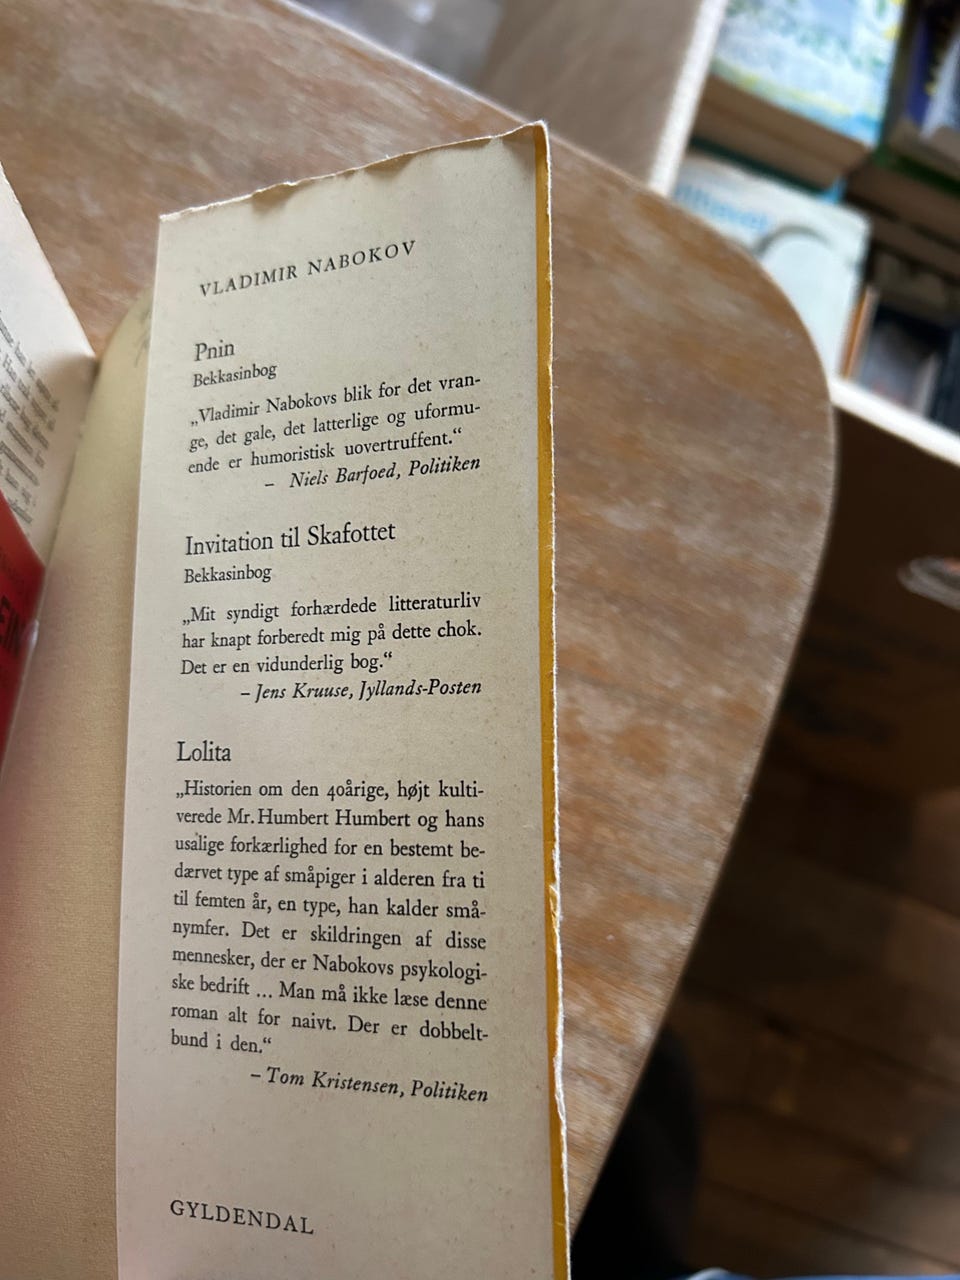 VLADIMIR NABOKOV
Pnin
Bekkasinbog
„Vladimir Nabokovs blik for det vran-
ge, det gale, det latterlige og uformu-
ende er humoristisk uovertruffent.“
– Niels Barfoed, Politiken
Invitation til Skafottet
Bekkasinbog
„Mit syndigt forhærdede litteraturliv
har knapt forberedt mig på dette chok.
Det er en vidunderlig bog.“
– Jens Kruuse, Jyllands-Posten
Lolita
„Historien om den 40årige, højt kulti-
verede Mr. Humbert Humbert og hans
usalige forkærlighed for en bestemt be-
dærvet type af småpiger i alderen fra ti
til femten år, en type, han kalder små-
nymfer. Det er skildringen af disse
mennesker, der er Nabokovs psykologi-
ske bedrift ... Man må ikke læse denne
roman alt for naivt. Der er dobbelt-
bund i den.“
– Tom Kristensen, Politiken
GYLDENDAL